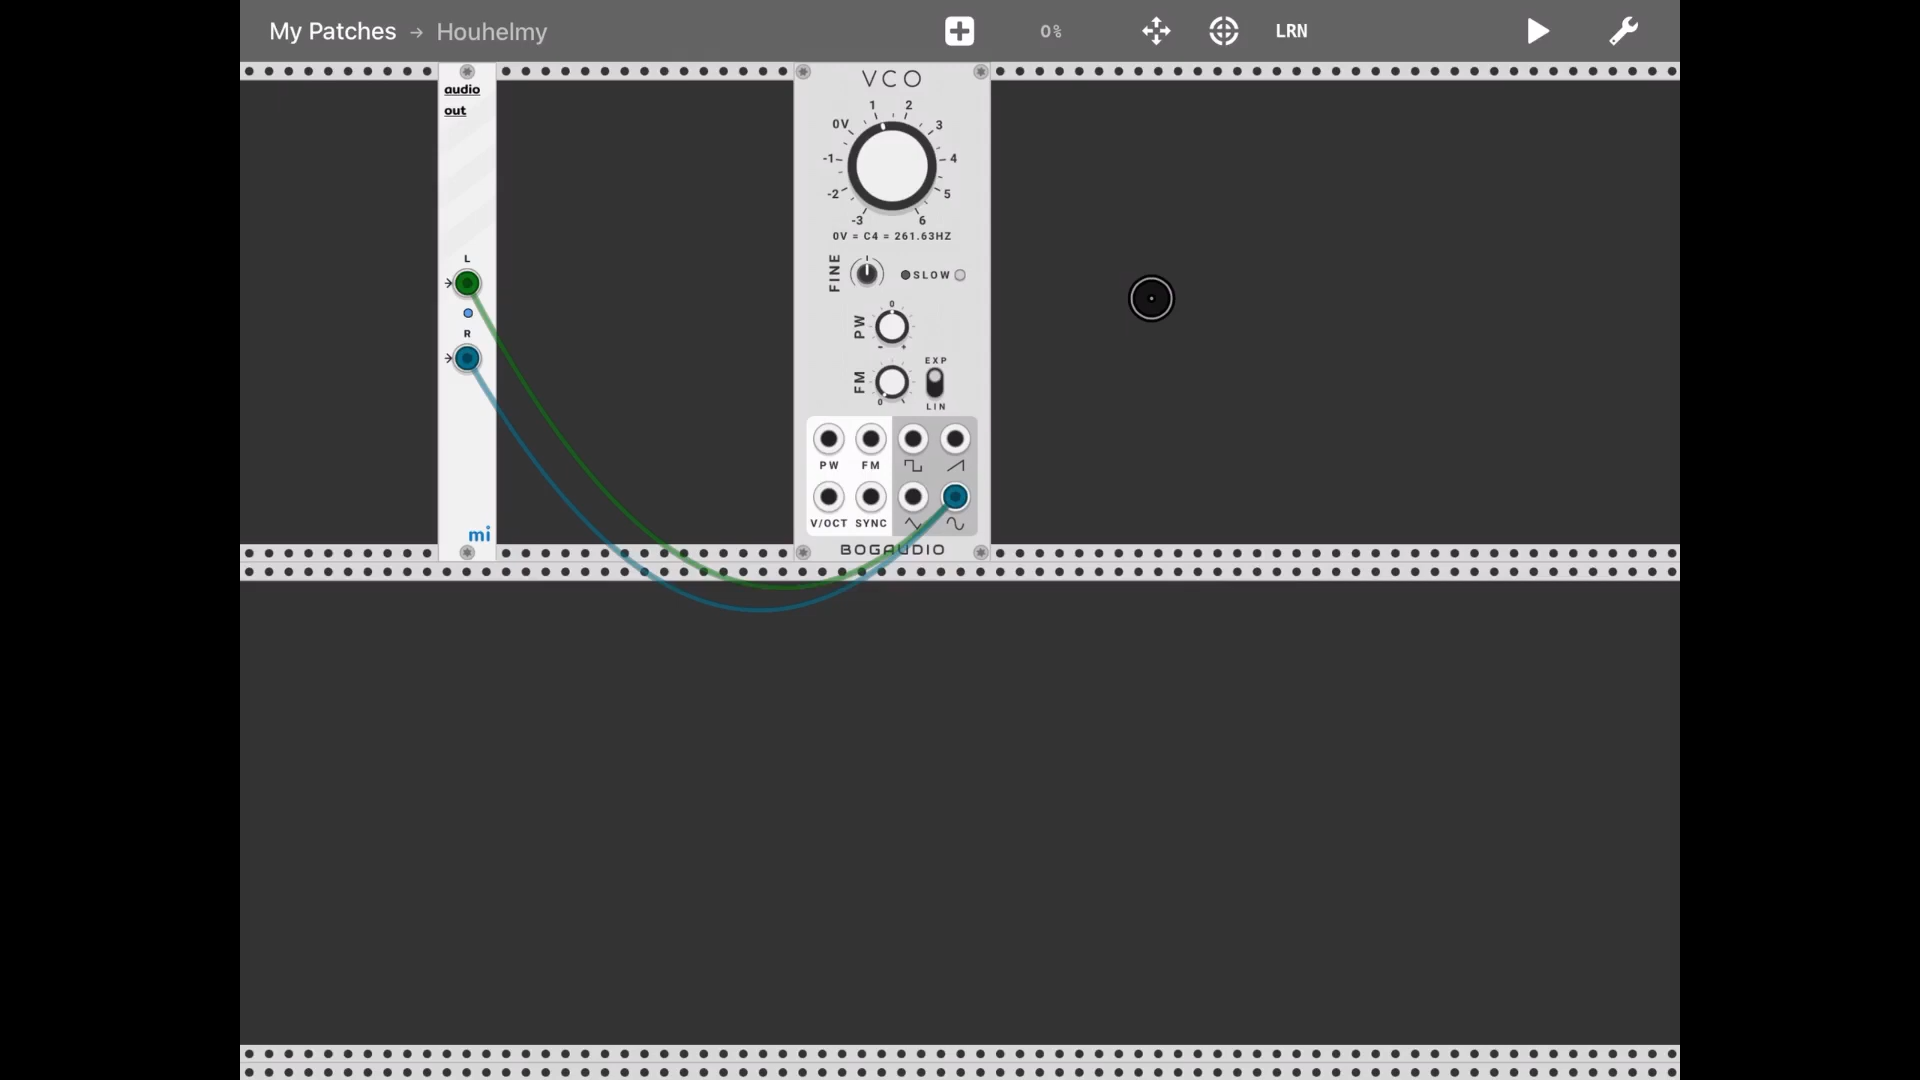 My Patches → Houhelmy
0%
LRN
audio
out
L
R
mi
VCO
1 2
0V 3
-1 4
-2 5
-3 6
0V = C4 = 261.63HZ
FINE
SLOW
PW
0
- +
FM
0
EXP
LIN
PW FM
V/OCT SYNC
BOGAUDIO